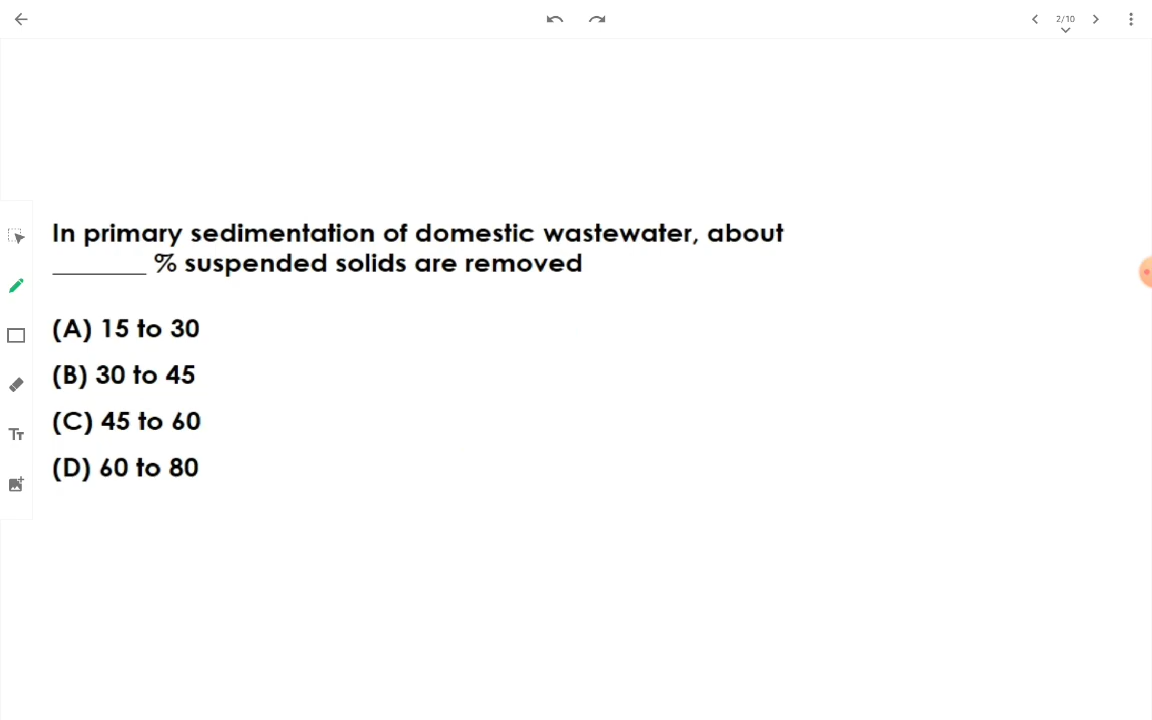 2/10
In primary sedimentation of domestic wastewater, about
________ % suspended solids are removed
(A) 15 to 30
(B) 30 to 45
(C) 45 to 60
(D) 60 to 80
Tт